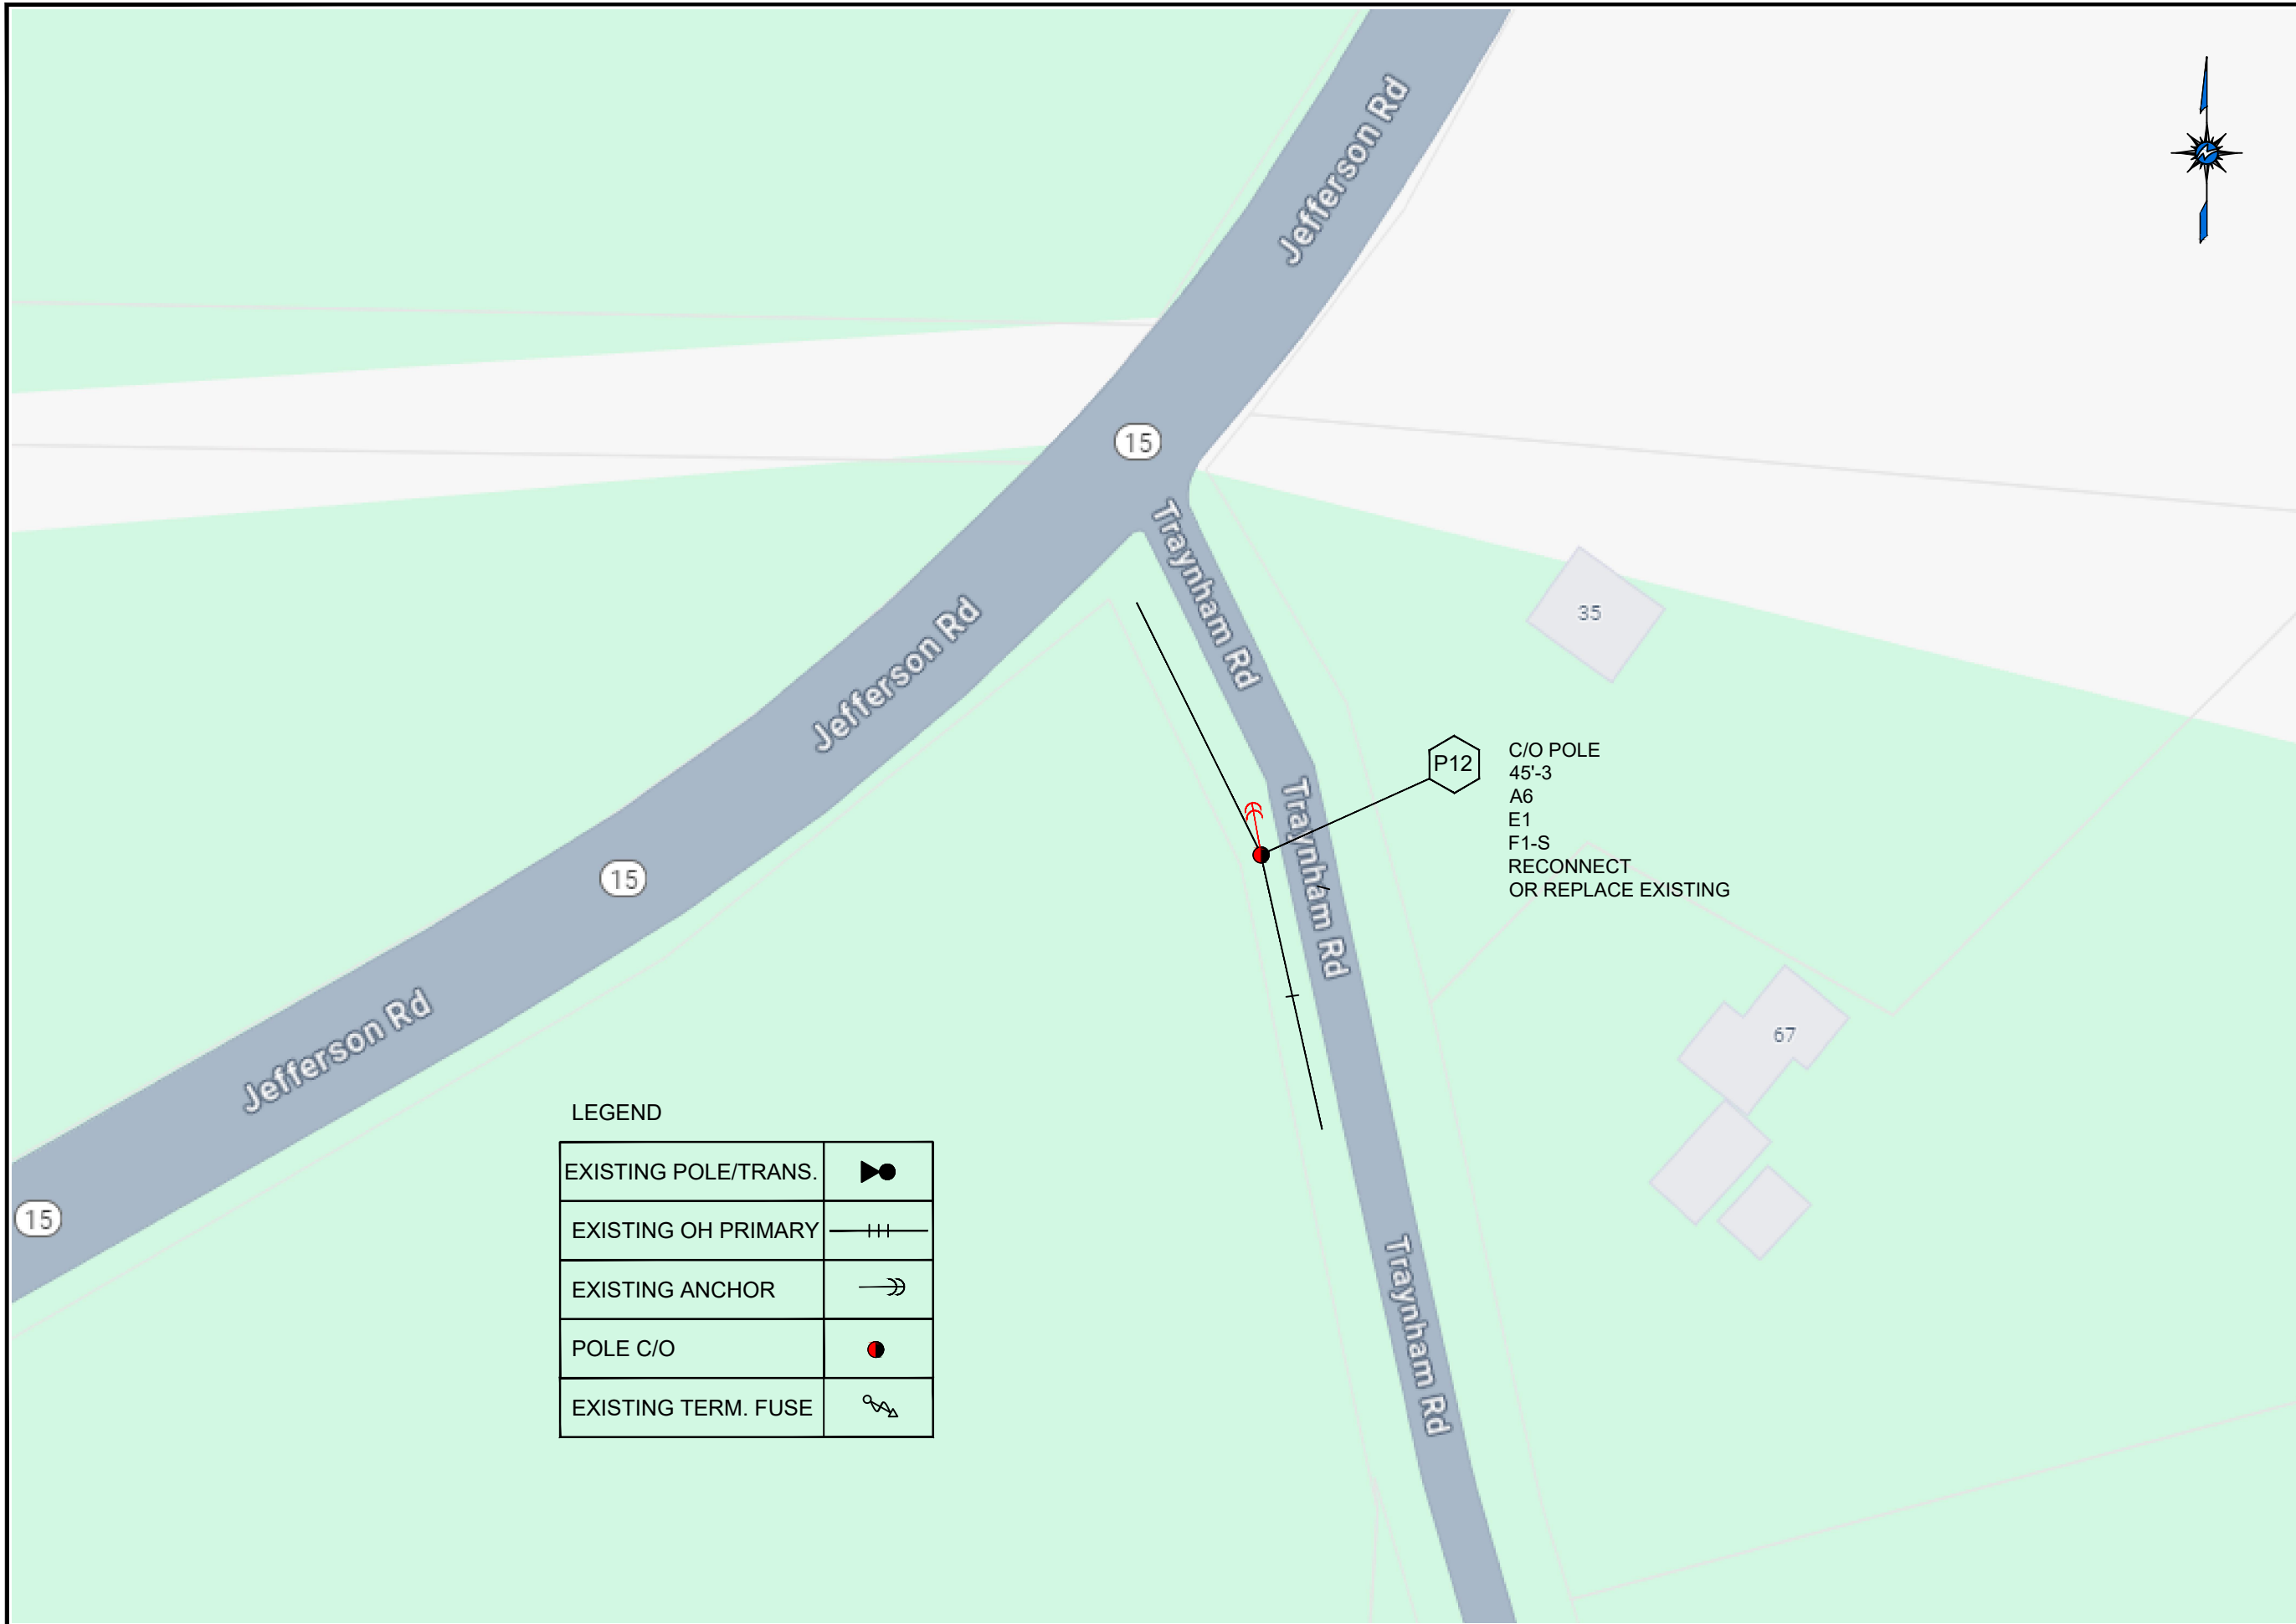 Jefferson Rd
15
Traynham Rd
35
Jefferson Rd
P12
C/O POLE
45'-3
A6
E1
F1-S
RECONNECT
OR REPLACE EXISTING
Traynham Rd
15
Jefferson Rd
67
LEGEND
EXISTING POLE/TRANS.
EXISTING OH PRIMARY
EXISTING ANCHOR
POLE C/O
EXISTING TERM. FUSE
15
Traynham Rd